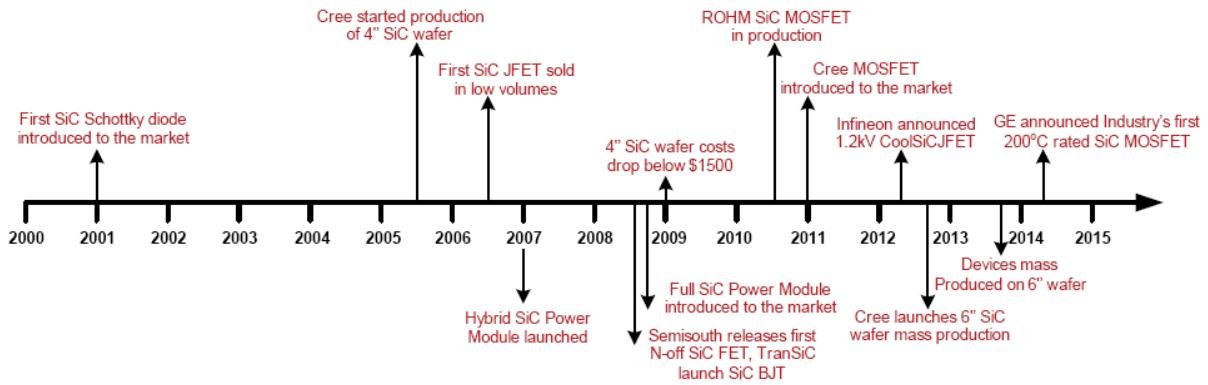 Cree started production
of 4" SiC wafer
ROHM SiC MOSFET
in production
First SiC JFET sold
in low volumes
Cree MOSFET
introduced to the market
First SiC Schottky diode
introduced to the market
4" SiC wafer costs
drop below $1500
Infineon announced
1.2kV CoolSiCJFET
GE announced Industry's first
200°C rated SiC MOSFET
2000 2001 2002 2003 2004 2005 2006 2007 2008 2009 2010 2011 2012 2013 2014 2015
Hybrid SiC Power
Module launched
Full SiC Power Module
introduced to the market
Semisouth releases first
N-off SiC FET, TranSiC
launch SiC BJT
Devices mass
Produced on 6" wafer
Cree launches 6" SiC
wafer mass production